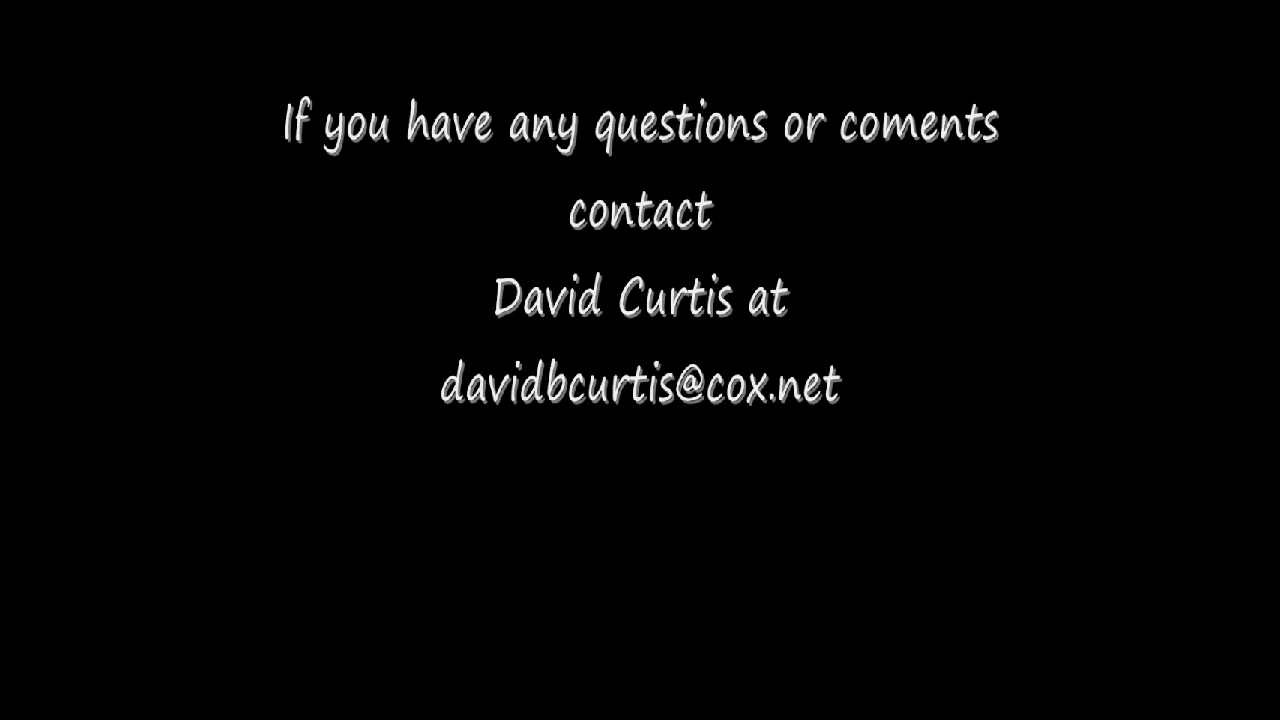 If you have any questions or coments
contact
David Curtis at
davidbcurtis@cox.net